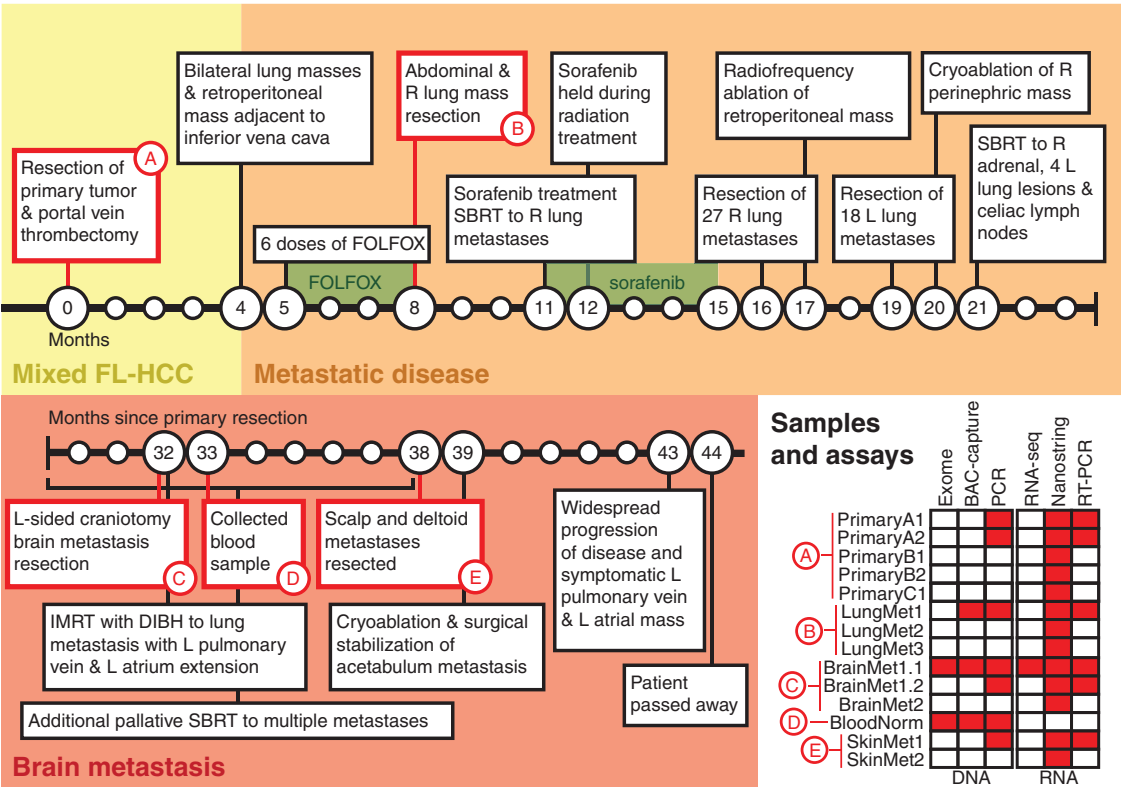 Bilateral lung masses
& retroperitoneal
mass adjacent to
inferior vena cava
Abdominal &
R lung mass
resection
B
Sorafenib
held during
radiation
treatment
Radiofrequency
ablation of
retroperitoneal mass
Cryoablation of R
perinephric mass
Resection of
primary tumor
& portal vein
thrombectomy
A
6 doses of FOLFOX
Sorafenib treatment
SBRT to R lung
metastases
Resection of
27 R lung
metastases
Resection of
18 L lung
metastases
SBRT to R
adrenal, 4 L
lung lesions &
celiac lymph
nodes
FOLFOX
sorafenib
0 4 5 8 11 12 15 16 17 19 20 21
Months
Mixed FL-HCC
Metastatic disease
Months since primary resection
32 33 38 39 43 44
L-sided craniotomy
brain metastasis
resection
C
Collected
blood
sample
D
Scalp and deltoid
metastases
resected
E
Widespread
progression
of disease and
symptomatic L
pulmonary vein
& L atrial mass
IMRT with DIBH to lung
metastasis with L pulmonary
vein & L atrium extension
Cryoablation & surgical
stabilization of
acetabulum metastasis
Patient
passed away
Additional pallative SBRT to multiple metastases
Brain metastasis
Samples
and assays
Exome
BAC-capture
PCR
RNA-seq
Nanostring
RT-PCR
A
PrimaryA1
PrimaryA2
PrimaryB1
PrimaryB2
PrimaryC1
B
LungMet1
LungMet2
LungMet3
C
BrainMet1.1
BrainMet1.2
BrainMet2
D
BloodNorm
E
SkinMet1
SkinMet2
DNA
RNA